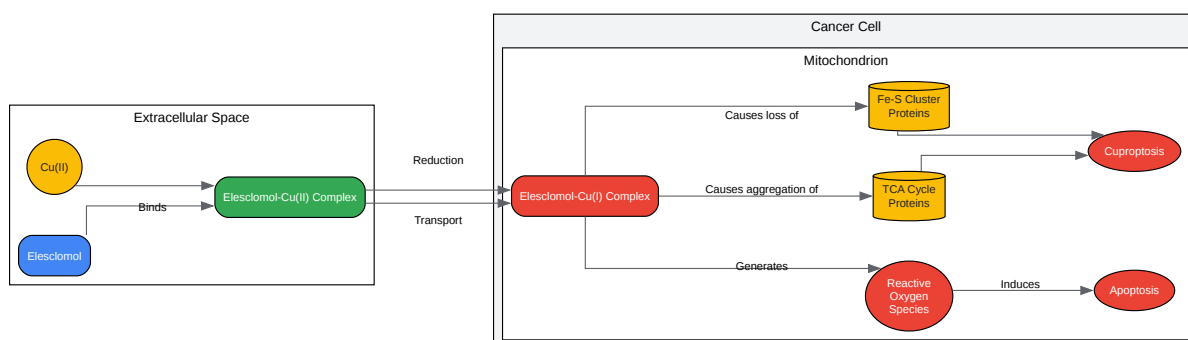 Cancer Cell
Mitochondrion
Extracellular Space
Cu(II)
Binds
Elesclomol
Elesclomol-Cu(II) Complex
Reduction
Transport
Elesclomol-Cu(I) Complex
Causes loss of
Fe-S Cluster
Proteins
Cuproptosis
Causes aggregation of
TCA Cycle
Proteins
Generates
Reactive
Oxygen
Species
Induces
Apoptosis